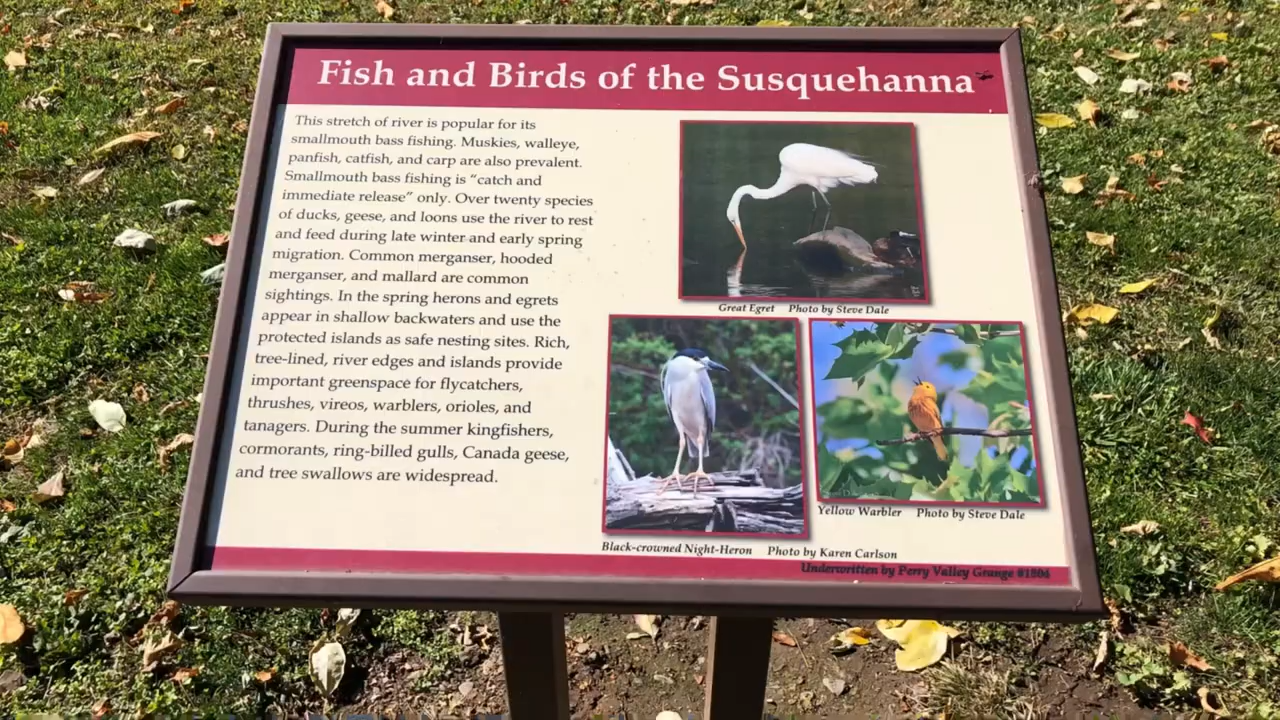 Fish and Birds of the Susquehanna
This stretch of river is popular for its
smallmouth bass fishing. Muskies, walleye,
panfish, catfish, and carp are also prevalent.
Smallmouth bass fishing is “catch and
immediate release” only. Over twenty species
of ducks, geese, and loons use the river to rest
and feed during late winter and early spring
migration. Common merganser, hooded
merganser, and mallard are common
sightings. In the spring herons and egrets
appear in shallow backwaters and use the
protected islands as safe nesting sites. Rich,
tree-lined, river edges and islands provide
important greenspace for flycatchers,
thrushes, vireos, warblers, orioles, and
tanagers. During the summer kingfishers,
cormorants, ring-billed gulls, Canada geese,
and tree swallows are widespread.
Great Egret Photo by Steve Dale
Black-crowned Night-Heron Photo by Karen Carlson
Yellow Warbler Photo by Steve Dale
Underwritten by Perry Valley Grange #1804